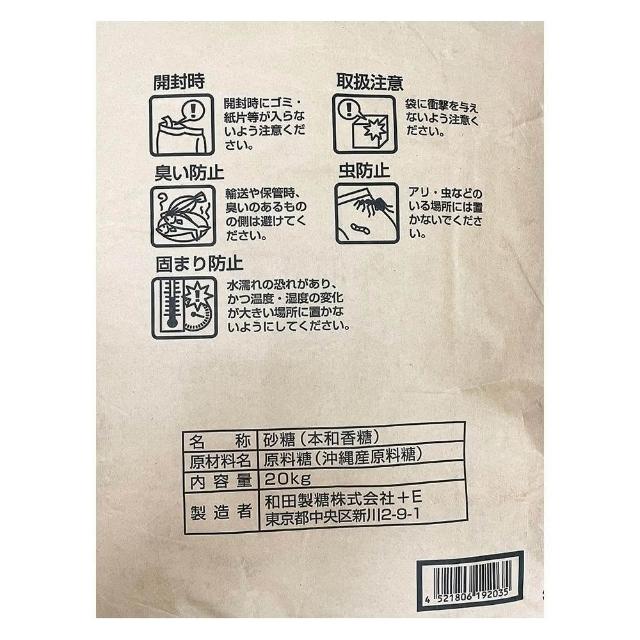 開封時
開封時にゴミ・
紙片等が入らな
いよう注意くだ
さい。
取扱注意
袋に衝撃を与え
ないよう注意く
ださい。
臭い防止
輸送や保管時、
臭いのあるもの
の側は避けてく
ださい。
虫防止
アリ・虫などの
いる場所には置
かないでくださ
い。
固まり防止
水濡れの恐れがあり、
かつ温度・湿度の変化
が大きい場所に置かな
いようにしてください。
名称 砂糖(本和香糖)
原材料名 原料糖(沖縄産原料糖)
内容量 20kg
製造者 和田製糖株式会社+E
東京都中央区新川2-9-1
4 521806 192035